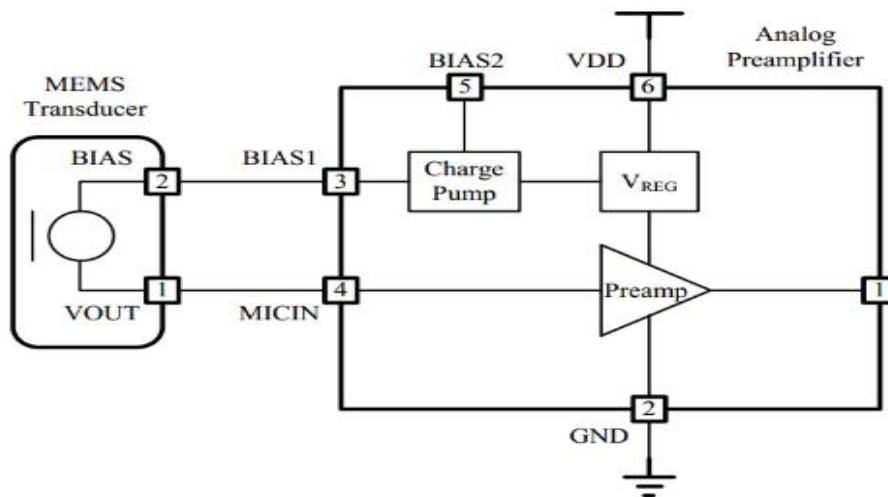 MEMS
Transducer
BIAS
2
1
VOUT
BIAS1
3
4
MICIN
BIAS2
5
VDD
6
Analog
Preamplifier
Charge
Pump
VREG
Preamp
1
2
GND